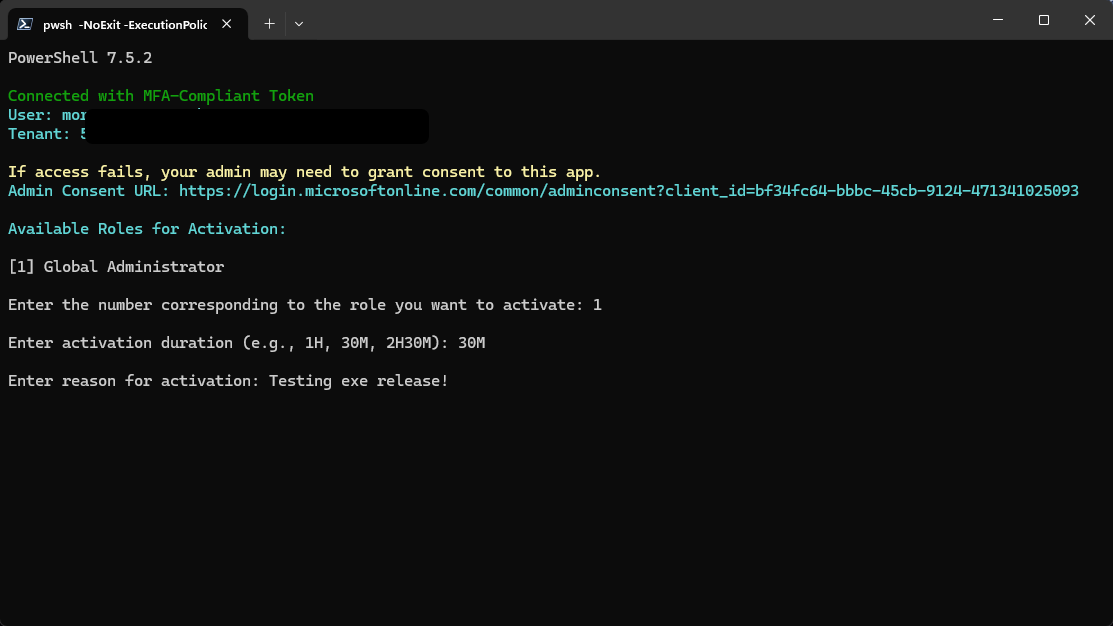 pwsh -NoExit -ExecutionPolic
PowerShell 7.5.2
Connected with MFA-Compliant Token
User: mor
Tenant: 5
If access fails, your admin may need to grant consent to this app.
Admin Consent URL: https://login.microsoftonline.com/common/adminconsent?client_id=bf34fc64-bbbc-45cb-9124-471341025093
Available Roles for Activation:
[1] Global Administrator
Enter the number corresponding to the role you want to activate: 1
Enter activation duration (e.g., 1H, 30M, 2H30M): 30M
Enter reason for activation: Testing exe release!